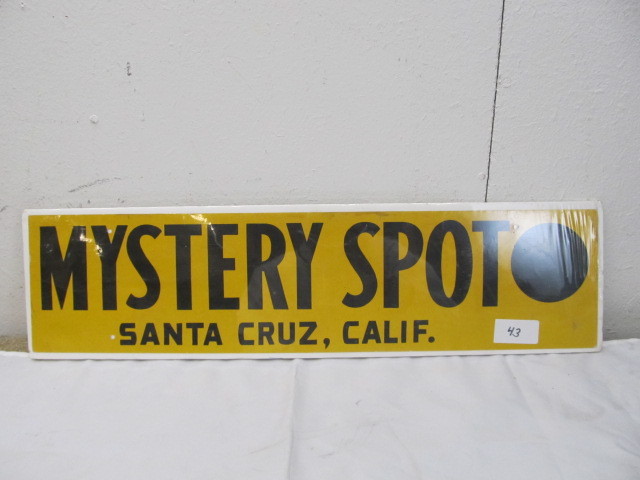 MYSTERY SPOT
SANTA CRUZ, CALIF.
43